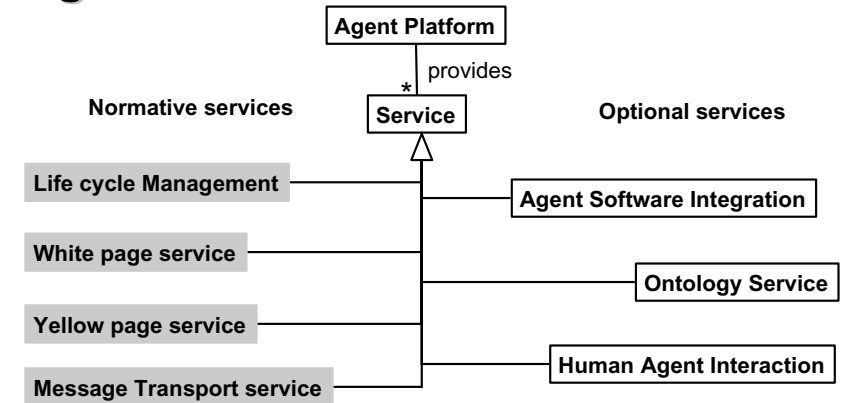 Agent Platform
provides
*
Normative services
Service
Optional services
Life cycle Management
Agent Software Integration
White page service
Ontology Service
Yellow page service
Human Agent Interaction
Message Transport service